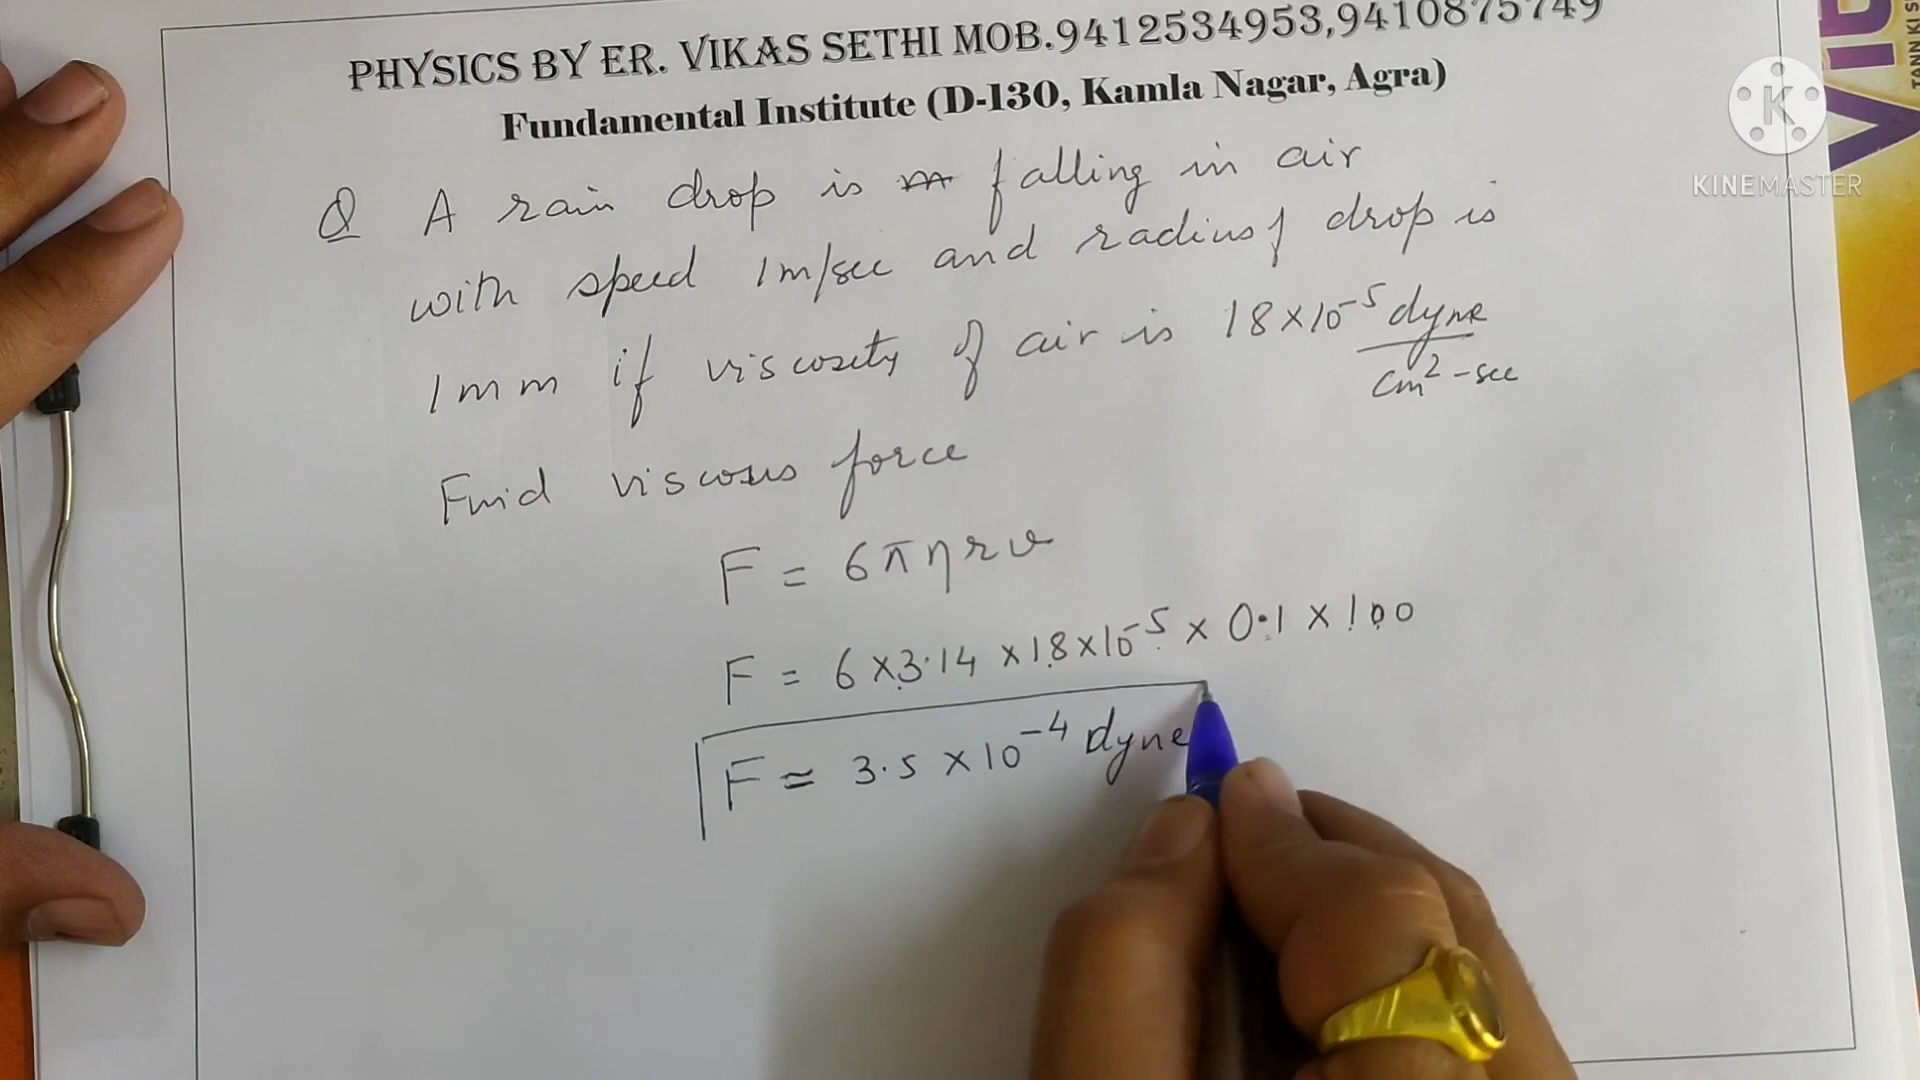 PHYSICS BY ER. VIKAS SETHI MOB.9412534953,9410875749
Fundamental Institute (D-130, Kamla Nagar, Agra)
K
KINEMASTER
Q A rain drop is falling in air
with speed 1m/sec and radius of drop is
1mm if viscosity of air is 18×10⁻⁵ dyne/cm²-sec
Find viscous force
F = 6πηrv
F = 6×3.14×18×10⁻⁵×0.1×100
F ≈ 3.5×10⁻⁴ dyne